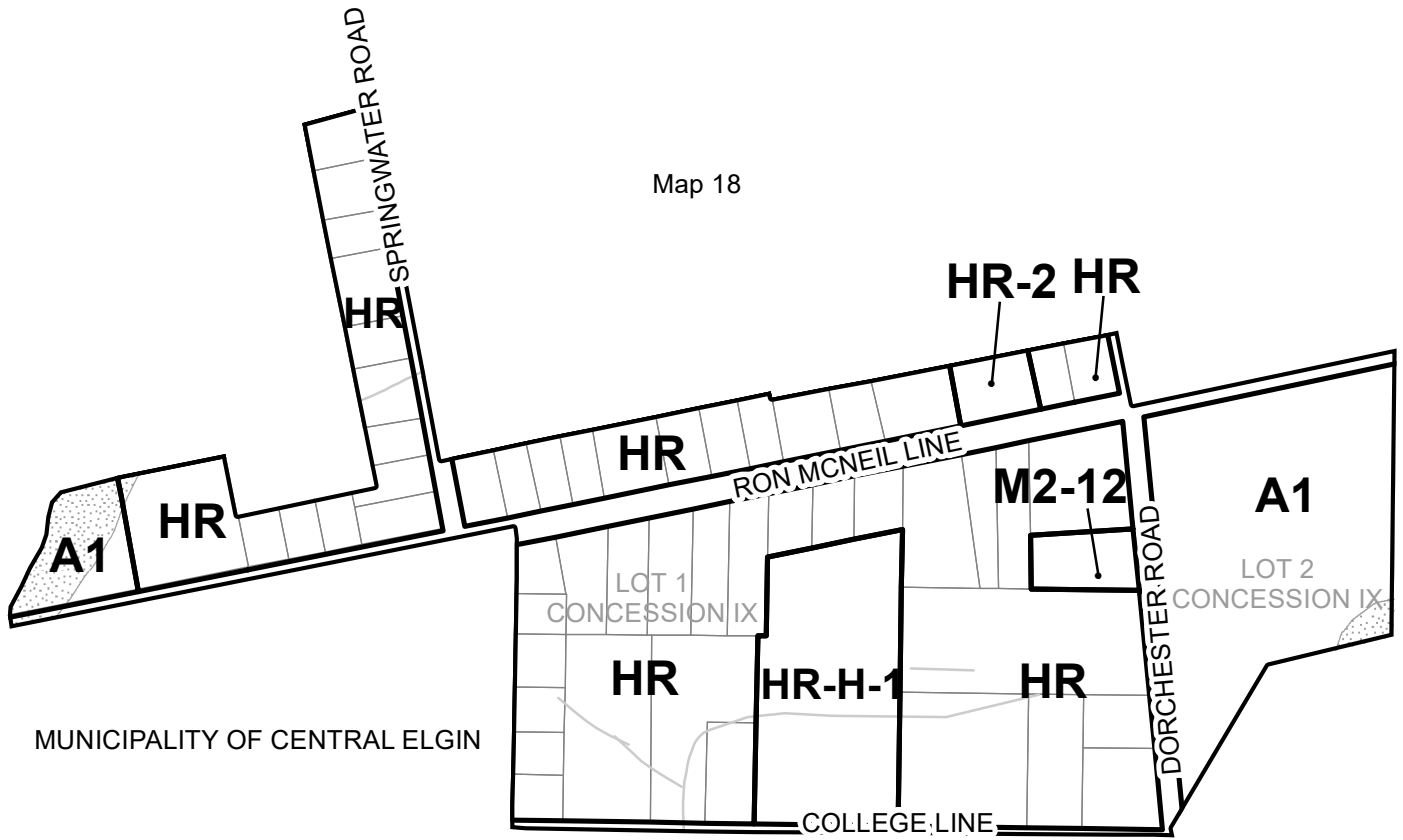 SPRINGWATER ROAD
Map 18
HR-2 HR
HR
HR
RON MCNEIL LINE
M2-12
A1
HR
A1
DORCHESTER ROAD
LOT 1
CONCESSION IX
LOT 2
CONCESSION IX
HR
HR-H-1
HR
MUNICIPALITY OF CENTRAL ELGIN
COLLEGE LINE